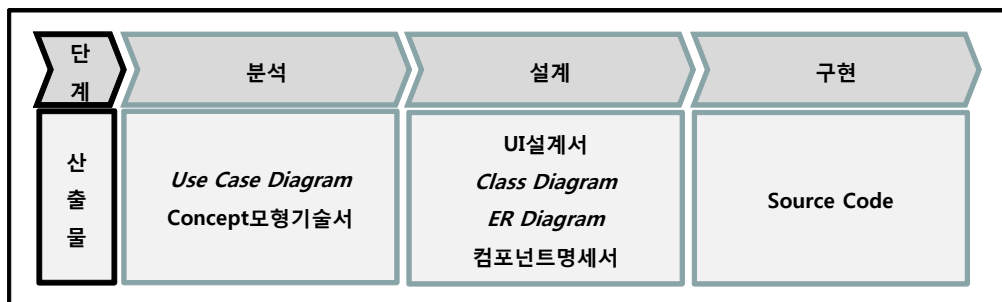 단
계
분석
설계
구현
산
출
물
Use Case Diagram
Concept모형기술서
UI설계서
Class Diagram
ER Diagram
컴포넌트명세서
Source Code